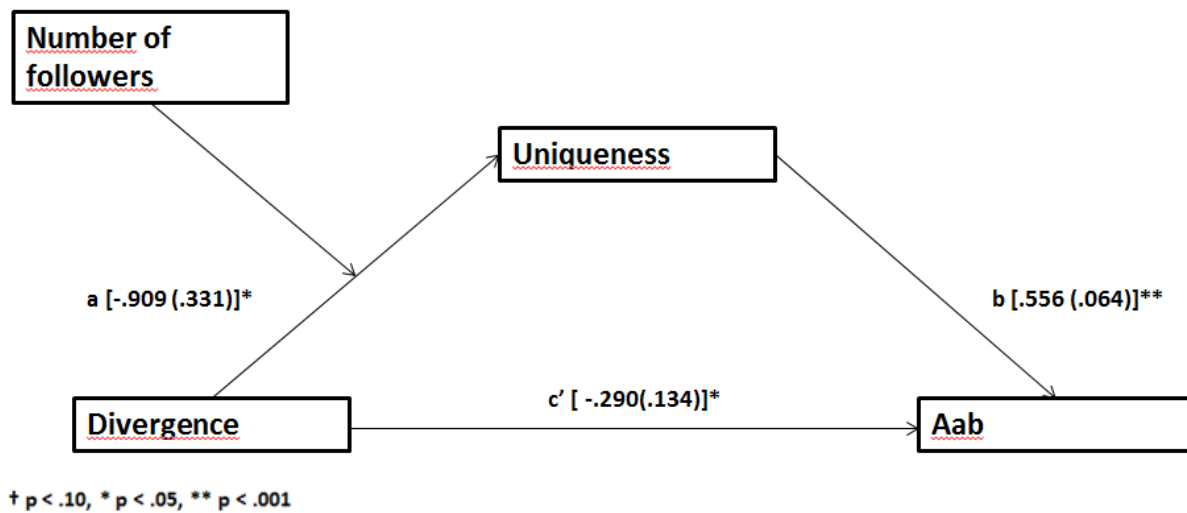 Number of
followers
Uniqueness
a [-.909 (.331)]*
b [.556 (.064)]**
c’ [ -.290(.134)]*
Divergence
Aab
† p < .10, * p < .05, ** p < .001